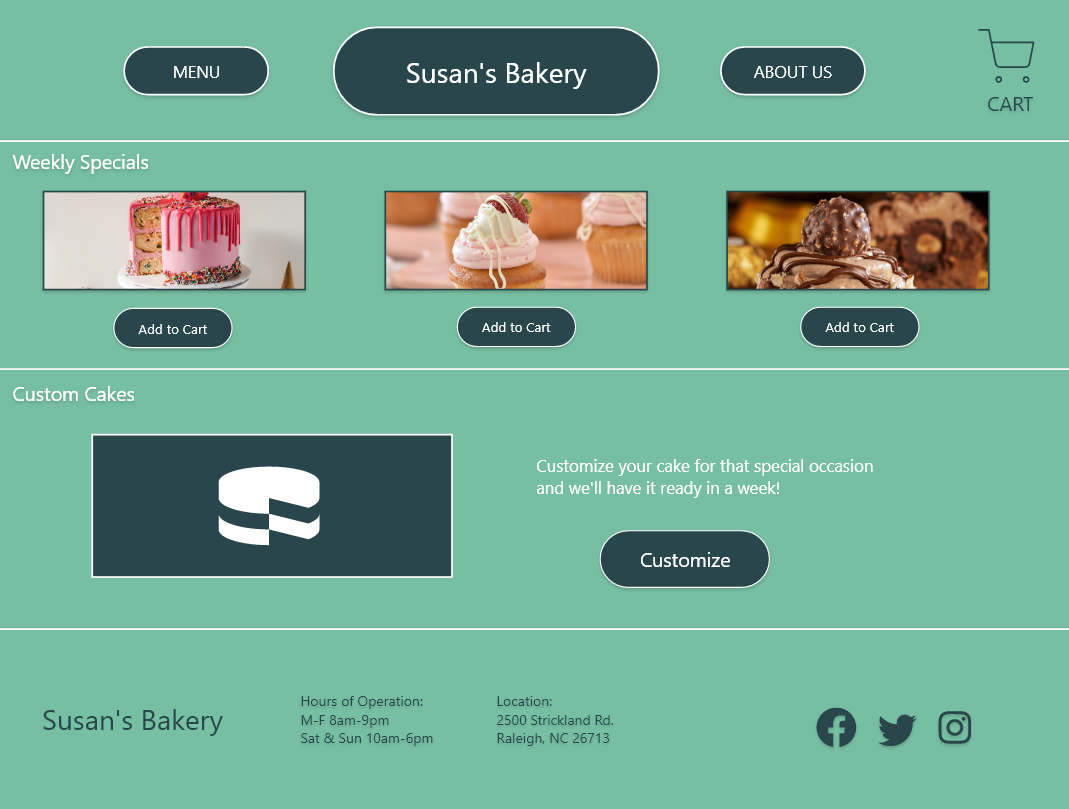 MENU
Susan's Bakery
ABOUT US
CART
Weekly Specials
Add to Cart
Add to Cart
Add to Cart
Custom Cakes
Customize your cake for that special occasion
and we'll have it ready in a week!
Customize
Susan's Bakery
Hours of Operation:
M-F 8am-9pm
Sat & Sun 10am-6pm
Location:
2500 Strickland Rd.
Raleigh, NC 26713